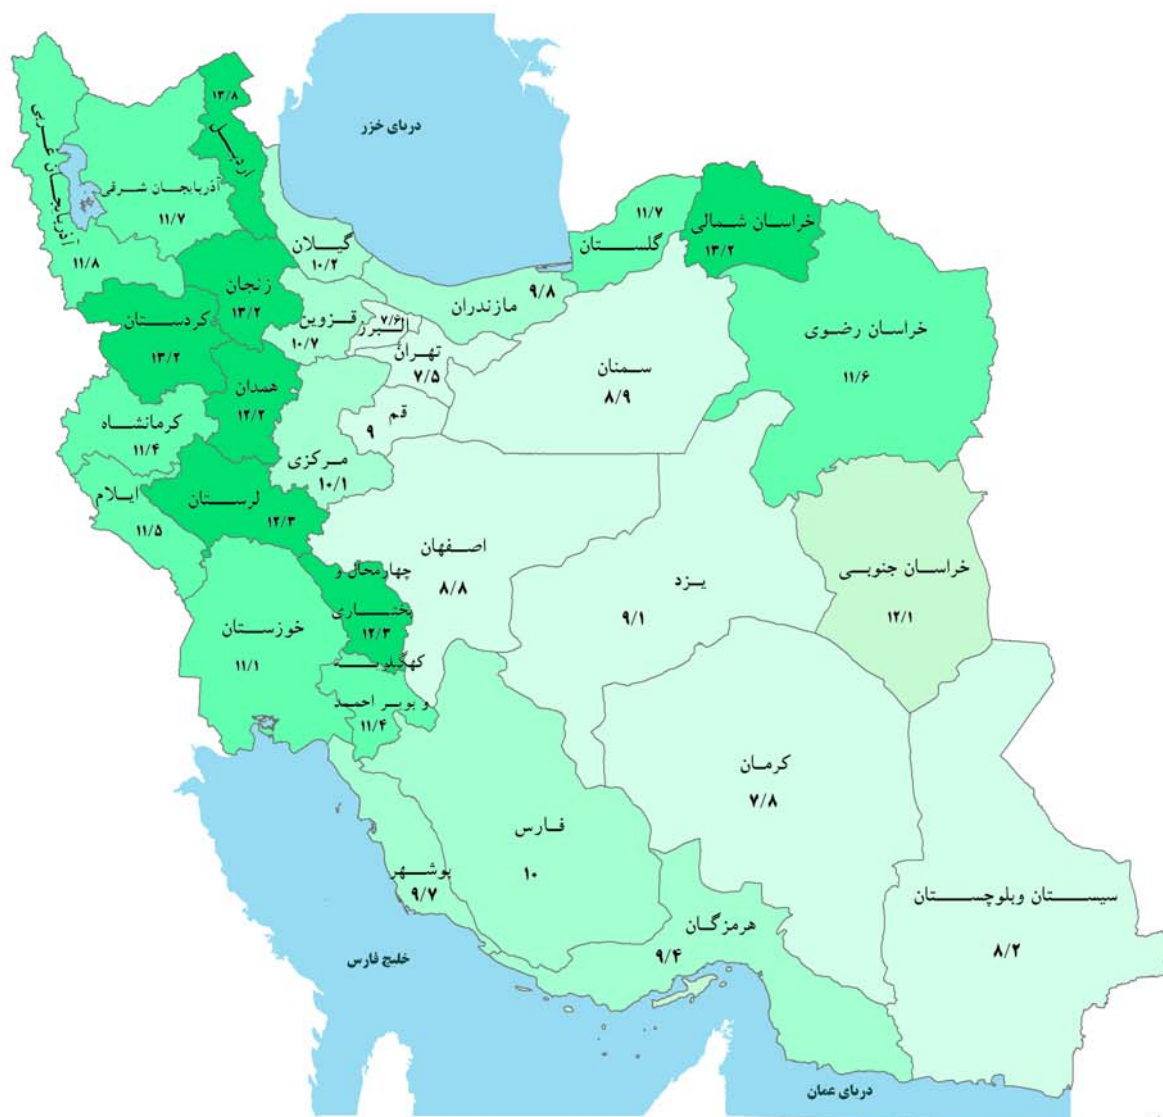 دریای خزر
۱۳/۸
اردبیل
آذربایجان غربی
۱۱/۸
آذربایجان شرقی
۱۱/۷
گیلان
۱۰/۲
مازندران
۹/۸
گلستان
۱۱/۷
خراسان شمالی
۱۳/۲
خراسان رضوی
۱۱/۶
زنجان
۱۳/۲
قزوین
۱۰/۷
البرز
۷/۶
تهران
۷/۵
سمنان
۸/۹
کردستان
۱۳/۲
همدان
۱۲/۲
قم
۹
کرمانشاه
۱۱/۴
مرکزی
۱۰/۱
ایلام
۱۱/۵
لرستان
۱۲/۳
اصفهان
۸/۸
یزد
۹/۱
خراسان جنوبی
۱۲/۱
چهارمحال و
بختیاری
۱۲/۳
خوزستان
۱۱/۱
کهگیلویه
و بویر احمد
۱۱/۴
کرمان
۷/۸
فارس
۱۰
بوشهر
۹/۷
هرمزگان
۹/۴
سیستان وبلوچستان
۸/۲
خلیج فارس
دریای عمان